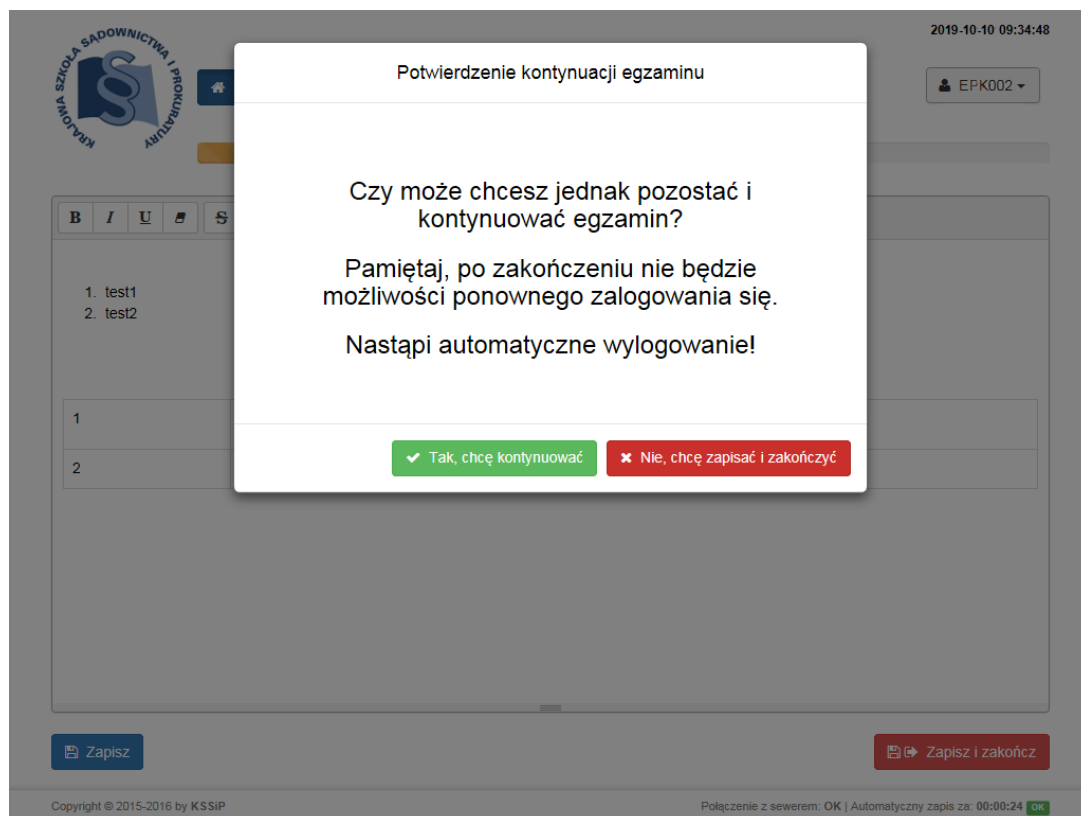 2019-10-10 09:34:48
KRAJOWA SZKOŁA SĄDOWNICTWA I PROKURATURY
EPK002
Potwierdzenie kontynuacji egzaminu
Czy może chcesz jednak pozostać i
kontynuować egzamin?
Pamiętaj, po zakończeniu nie będzie
możliwości ponownego zalogowania się.
Nastąpi automatyczne wylogowanie!
Tak, chcę kontynuować
Nie, chcę zapisać i zakończyć
B I U S
1. test1
2. test2
1
2
Zapisz
Zapisz i zakończ
Copyright © 2015-2016 by KSSiP
Połączenie z sewerem: OK | Automatyczny zapis za: 00:00:24 OK